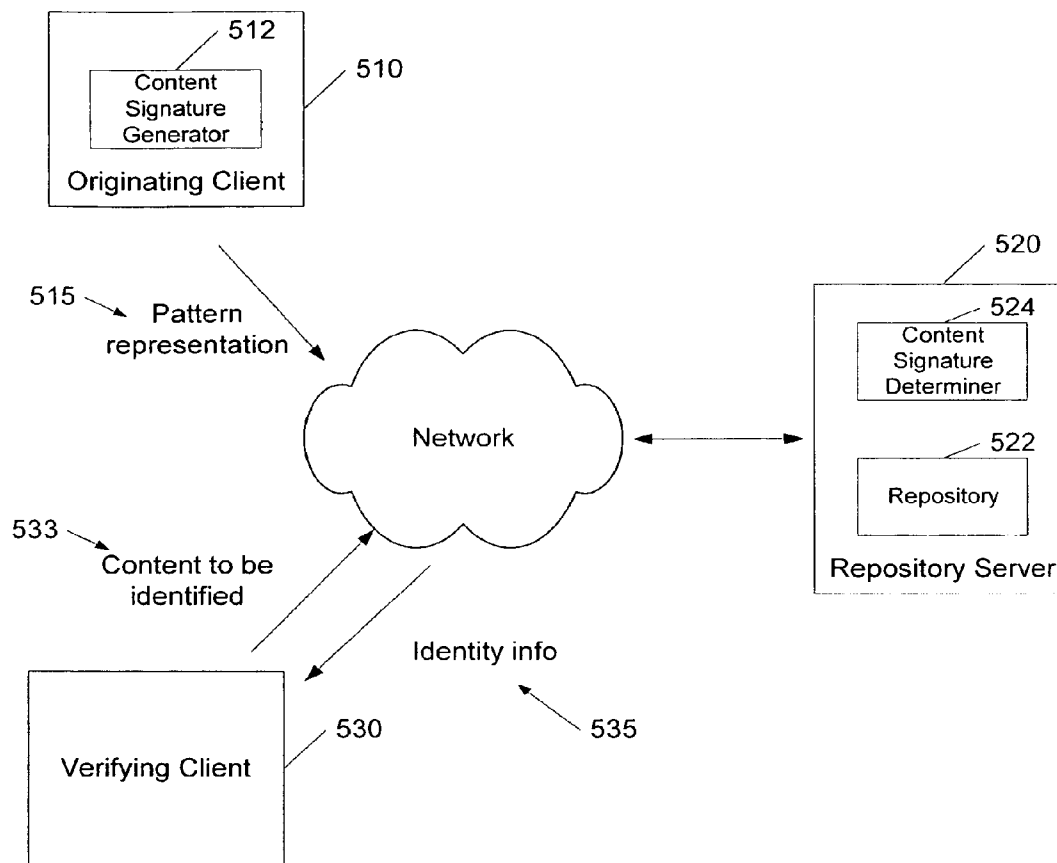 512
510
Content
Signature
Generator
Originating Client
515
Pattern
representation
520
524
Content
Signature
Determiner
522
Repository
Repository Server
Network
533
Content to be
identified
Identity info
535
530
Verifying Client